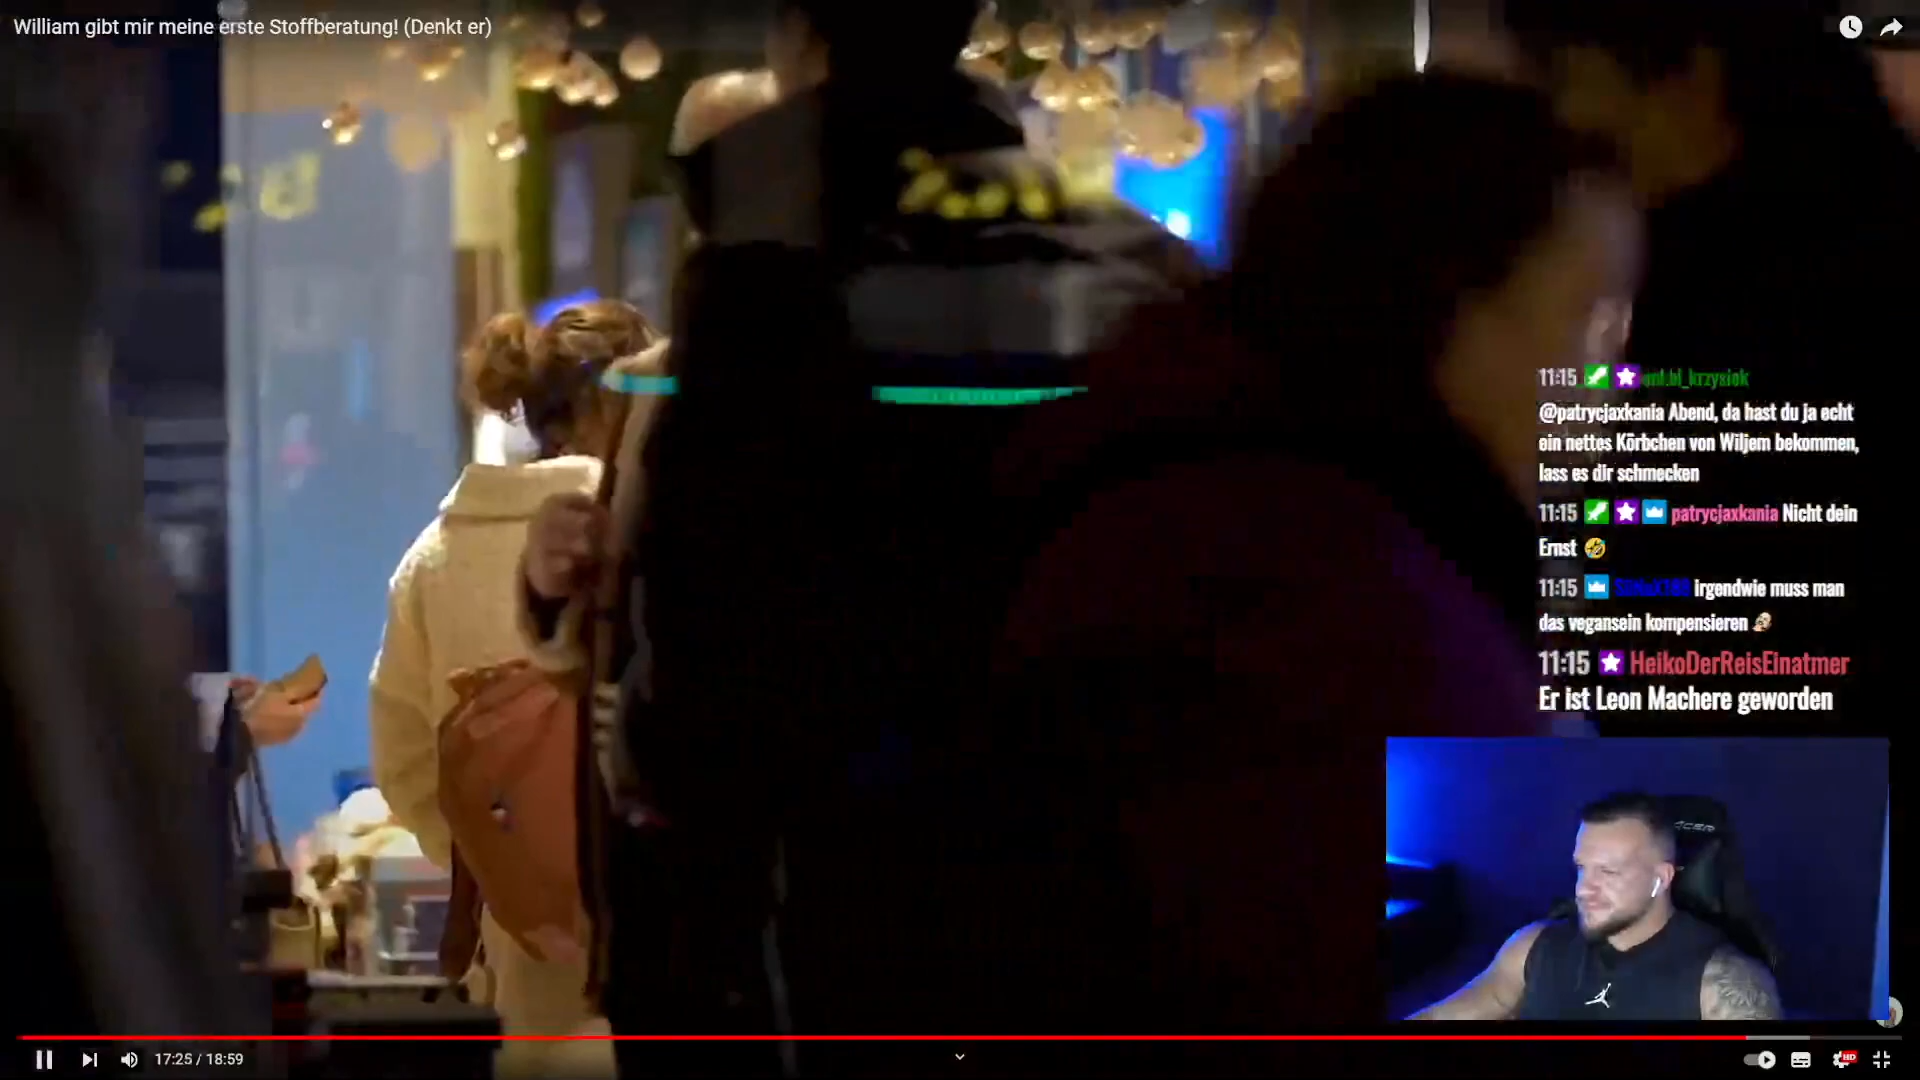 William gibt mir meine erste Stoffberatung! (Denkt er)
11:15
@patrycjaxkania Abend, da hast du ja echt
ein nettes Körbchen von Wiljem bekommen,
lass es dir schmecken
11:15 patrycjaxkania Nicht dein
Ernst 🤣
11:15 irgendwie muss man
das vegansein kompensieren
11:15 HeikoDerReisEinatmer
Er ist Leon Machere geworden
acer
17:25 / 18:59
HD